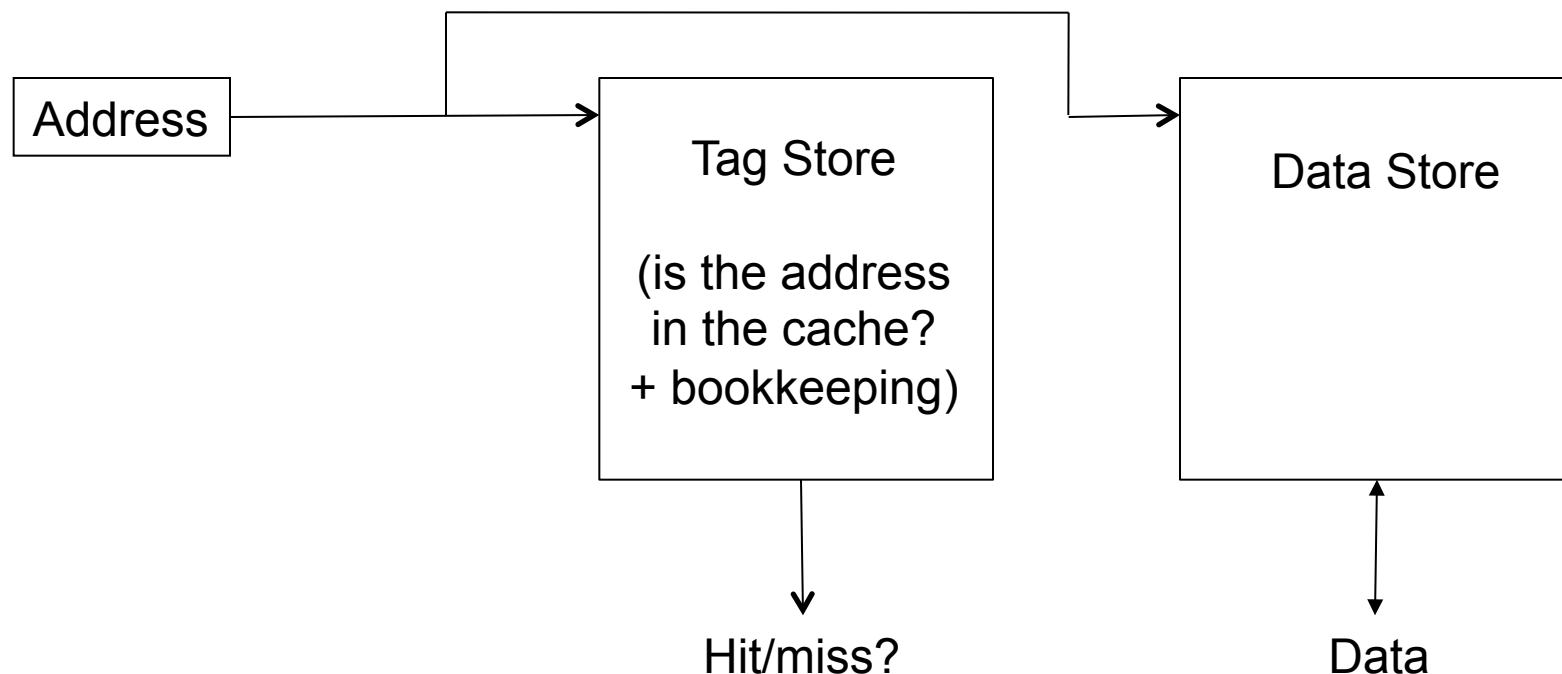 Address
Tag Store
(is the address
in the cache?
+ bookkeeping)
Data Store
Hit/miss?
Data